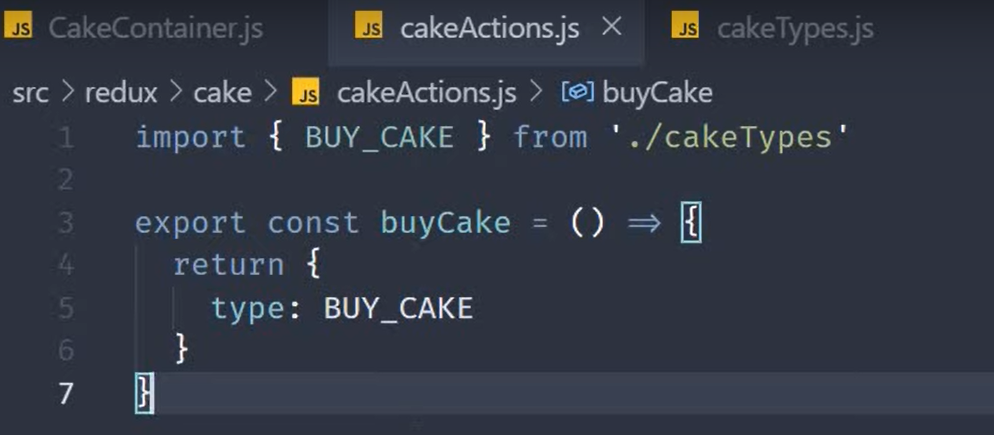 JS CakeContainer.js JS cakeActions.js × JS cakeTypes.js
src > redux > cake > JS cakeActions.js > buyCake
1 import { BUY_CAKE } from './cakeTypes'
2
3 export const buyCake = () => {
4 return {
5 type: BUY_CAKE
6 }
7 }